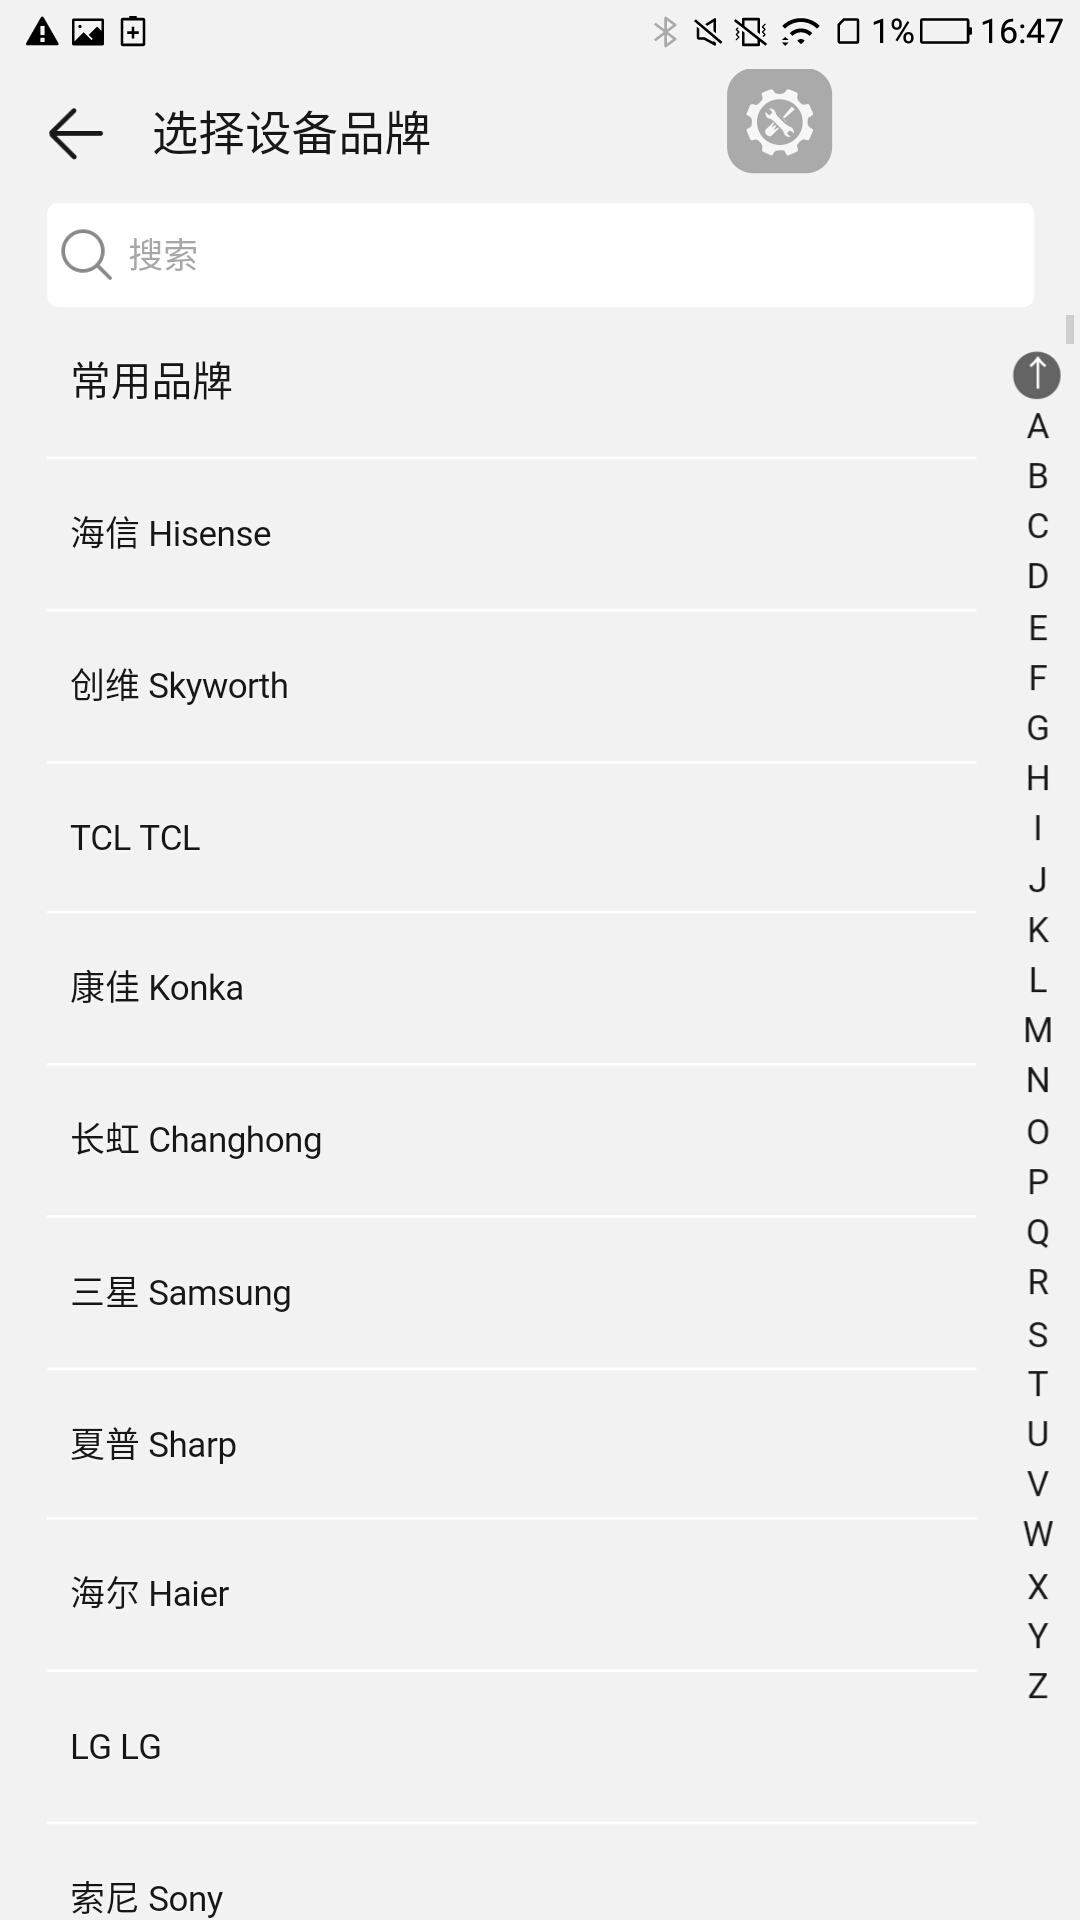 1% 16:47
选择设备品牌
搜索
常用品牌
海信 Hisense
创维 Skyworth
TCL TCL
康佳 Konka
长虹 Changhong
三星 Samsung
夏普 Sharp
海尔 Haier
LG LG
索尼 Sony
A
B
C
D
E
F
G
H
I
J
K
L
M
N
O
P
Q
R
S
T
U
V
W
X
Y
Z